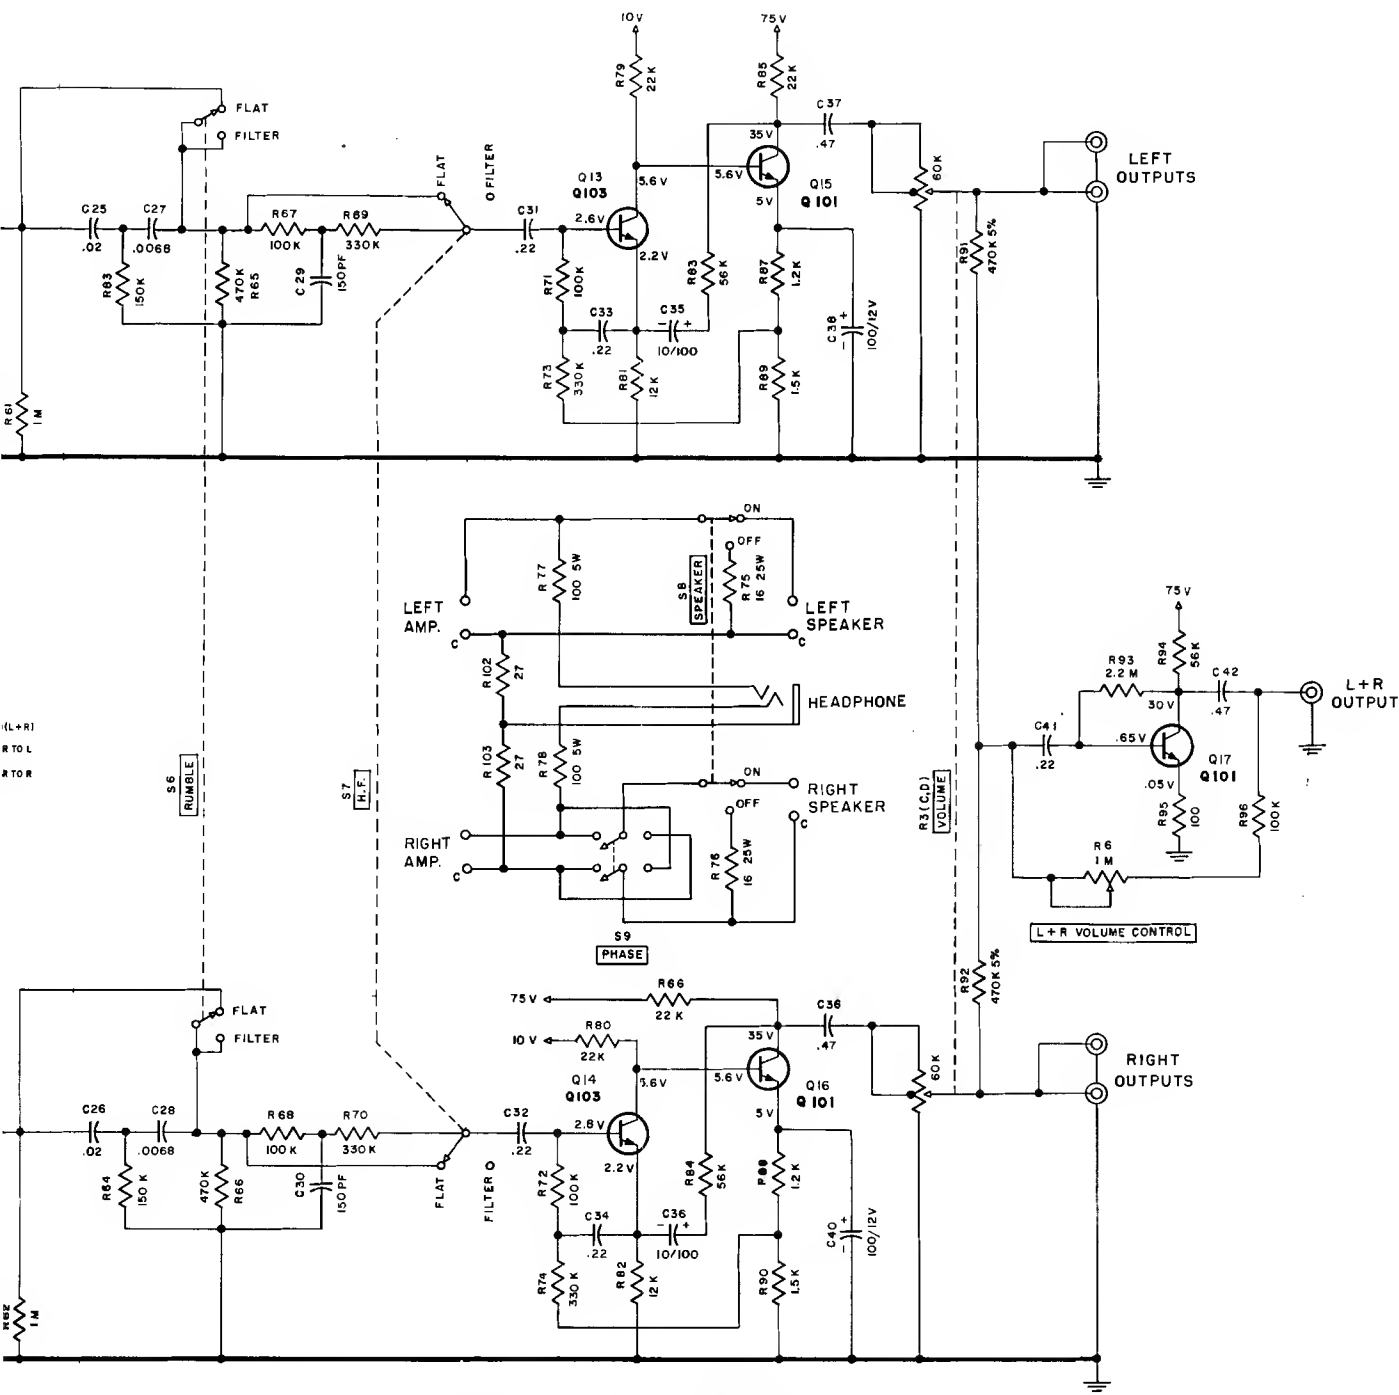 10V
75V
R79
22K
R85
22K
C37
.47
FLAT
FILTER
FLAT
FILTER
35V
5.6V
5.6V
Q13
Q103
Q15
Q101
5V
60K
LEFT
OUTPUTS
C25
.02
C27
.0068
R67
100K
R69
330K
C31
.22
2.6V
2.2V
R83
150K
470K
R65
C29
150PF
R71
100K
R83
56K
R87
1.2K
R91
470K 5%
C33
.22
C35
- +
10/100
C38
+
-
100/12V
R61
1M
R73
330K
R81
12K
R89
1.5K
ON
OFF
S8
SPEAKER
R77
100 5W
R75
16 25W
LEFT
AMP.
C
LEFT
SPEAKER
C
R102
27
HEADPHONE
R103
27
R78
100 5W
ON
OFF
RIGHT
SPEAKER
C
RIGHT
AMP.
C
R76
16 25W
S9
PHASE
75V
R94
56K
R93
2.2M
C42
.47
L+R
OUTPUT
30V
C41
.22
.65V
Q17
Q101
.05V
R95
100
R96
100K
R6
1M
L+R VOLUME CONTROL
(L+R)
R TO L
R TO R
S6
RUMBLE
S7
H.F.
R3(C,D)
VOLUME
R92
470K 5%
75V
R66
22K
10V
R80
22K
C36
.47
FLAT
FILTER
35V
5.6V
5.6V
Q14
Q103
Q16
Q101
5V
60K
RIGHT
OUTPUTS
C26
.02
C28
.0068
R68
100K
R70
330K
C32
.22
2.8V
2.2V
FLAT
FILTER
R64
150K
470K
R66
C30
150PF
R72
100K
R84
56K
1.2K
C34
.22
C36
- +
10/100
C40
+
-
100/12V
R62
1M
R74
330K
R82
12K
R90
1.5K